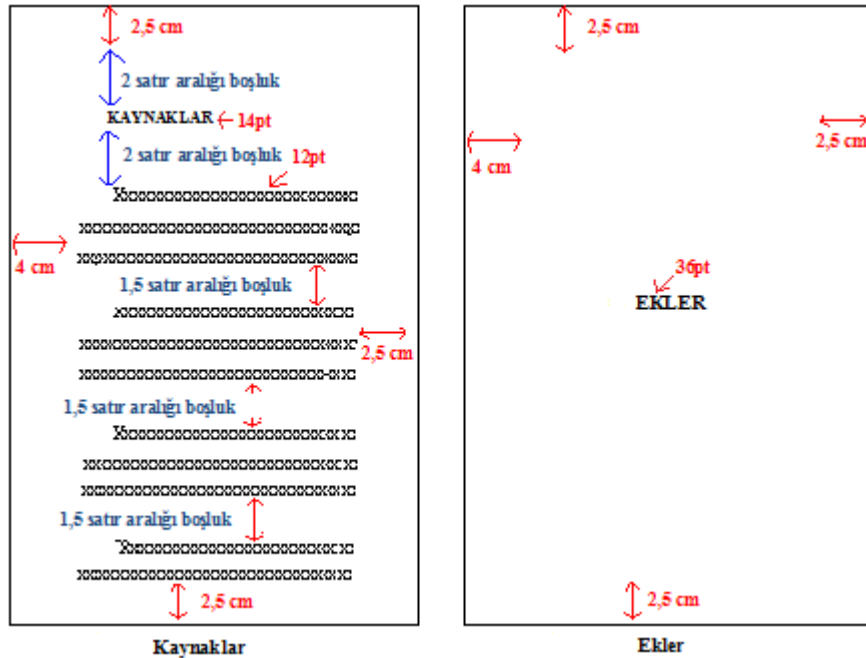 2,5 cm
2 satır aralığı boşluk
KAYNAKLAR 14pt
2 satır aralığı boşluk 12pt
4 cm
1,5 satır aralığı boşluk
2,5 cm
1,5 satır aralığı boşluk
1,5 satır aralığı boşluk
2,5 cm
Kaynaklar
2,5 cm
4 cm
2,5 cm
36pt
EKLER
2,5 cm
Ekler